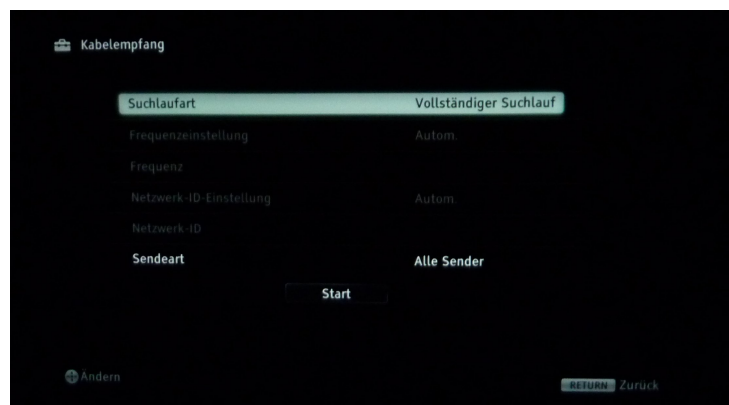 Kabelempfang
Suchlaufart Vollständiger Suchlauf
Frequenzeinstellung Autom.
Frequenz
Netzwerk-ID-Einstellung Autom.
Netzwerk-ID
Sendeart Alle Sender
Start
Ändern RETURN Zurück